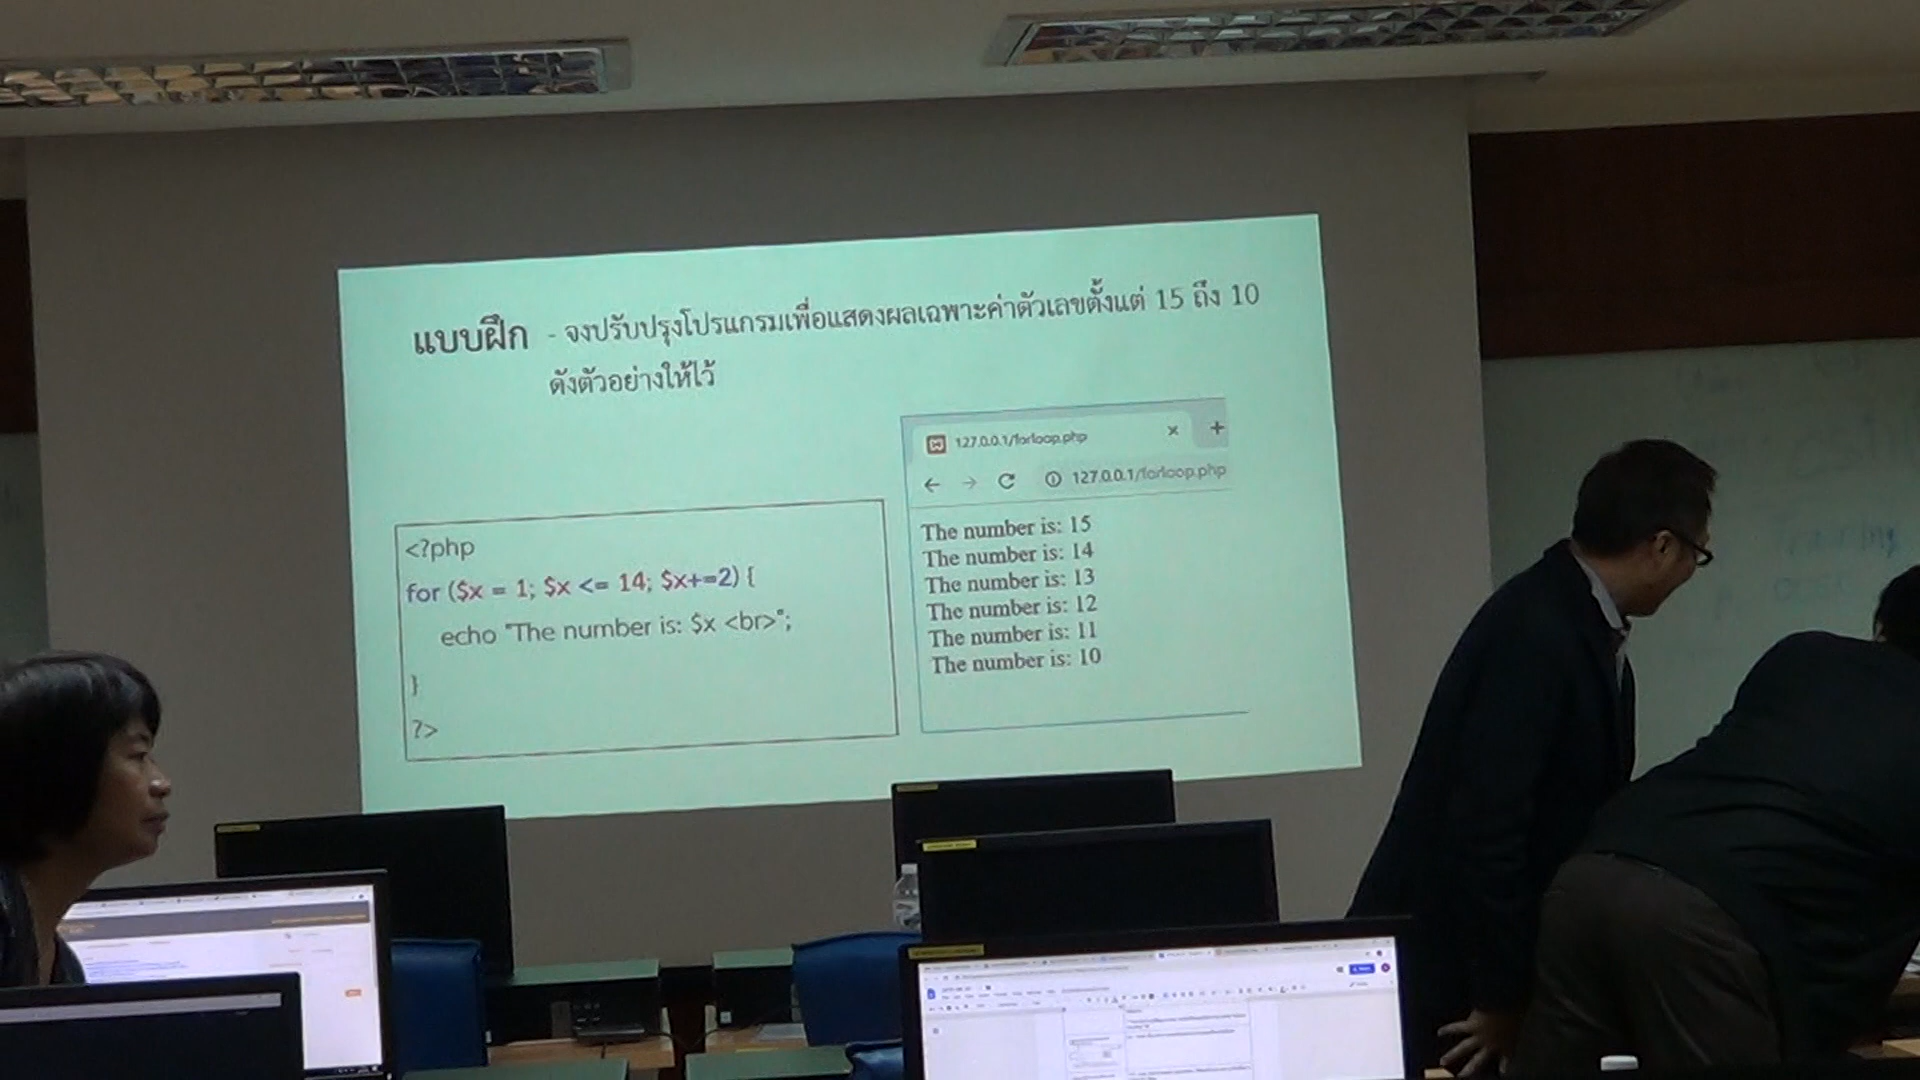 แบบฝึก - จงปรับปรุงโปรแกรมเพื่อแสดงผลเฉพาะค่าตัวเลขตั้งแต่ 15 ถึง 10
ดังตัวอย่างให้ไว้
<?php
for ($x = 1; $x <= 14; $x+=2) {
echo "The number is: $x <br>";
}
?>
127.0.0.1/forloop.php
127.0.0.1/forloop.php
The number is: 15
The number is: 14
The number is: 13
The number is: 12
The number is: 11
The number is: 10